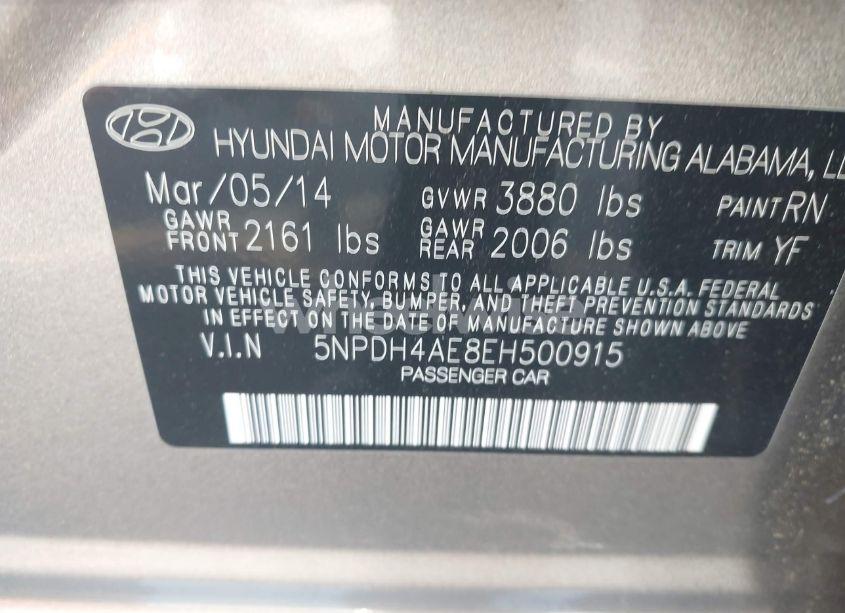 MANUFACTURED BY
HYUNDAI MOTOR MANUFACTURING ALABAMA,
Mar/05/14 GVWR 3880 lbs PAINT RN
GAWR FRONT 2161 lbs GAWR REAR 2006 lbs TRIM YF
THIS VEHICLE CONFORMS TO ALL APPLICABLE U.S.A. FEDERAL
MOTOR VEHICLE SAFETY, BUMPER, AND THEFT PREVENTION STANDARDS
IN EFFECT ON THE DATE OF MANUFACTURE SHOWN ABOVE
V.I.N 5NPDH4AE8EH500915
PASSENGER CAR